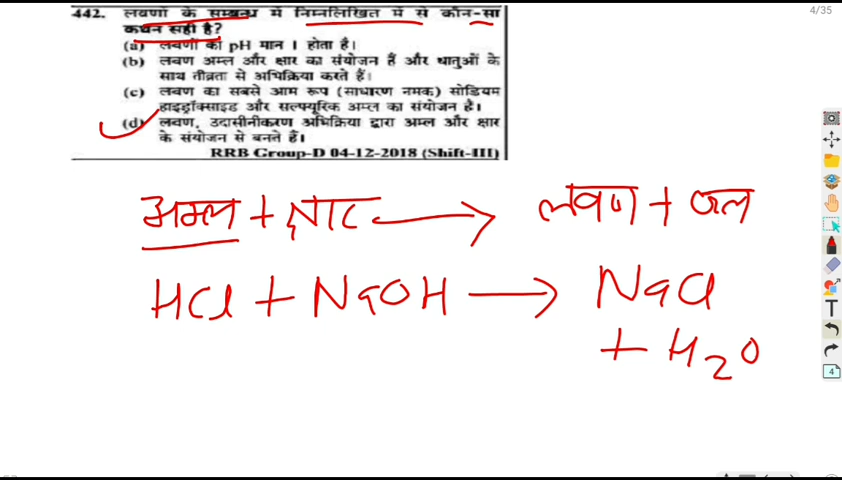 4/35
442. लवणों के सम्बन्ध में निम्नलिखित में से कौन-सा
कथन सही है?
(a) लवणों का pH मान 1 होता है।
(b) लवण अम्ल और क्षार का संयोजन हैं और धातुओं के
साथ तीव्रता से अभिक्रिया करते हैं।
(c) लवण का सबसे आम रूप (साधारण नमक) सोडियम
हाइड्रॉक्साइड और सल्फ्यूरिक अम्ल का संयोजन है।
(d) लवण, उदासीनीकरण अभिक्रिया द्वारा अम्ल और क्षार
के संयोजन से बनते हैं।
RRB Group-D 04-12-2018 (Shift-III)
अम्ल + क्षार → लवण + जल
HCl + NaOH → NaCl
+ H2O
T
4